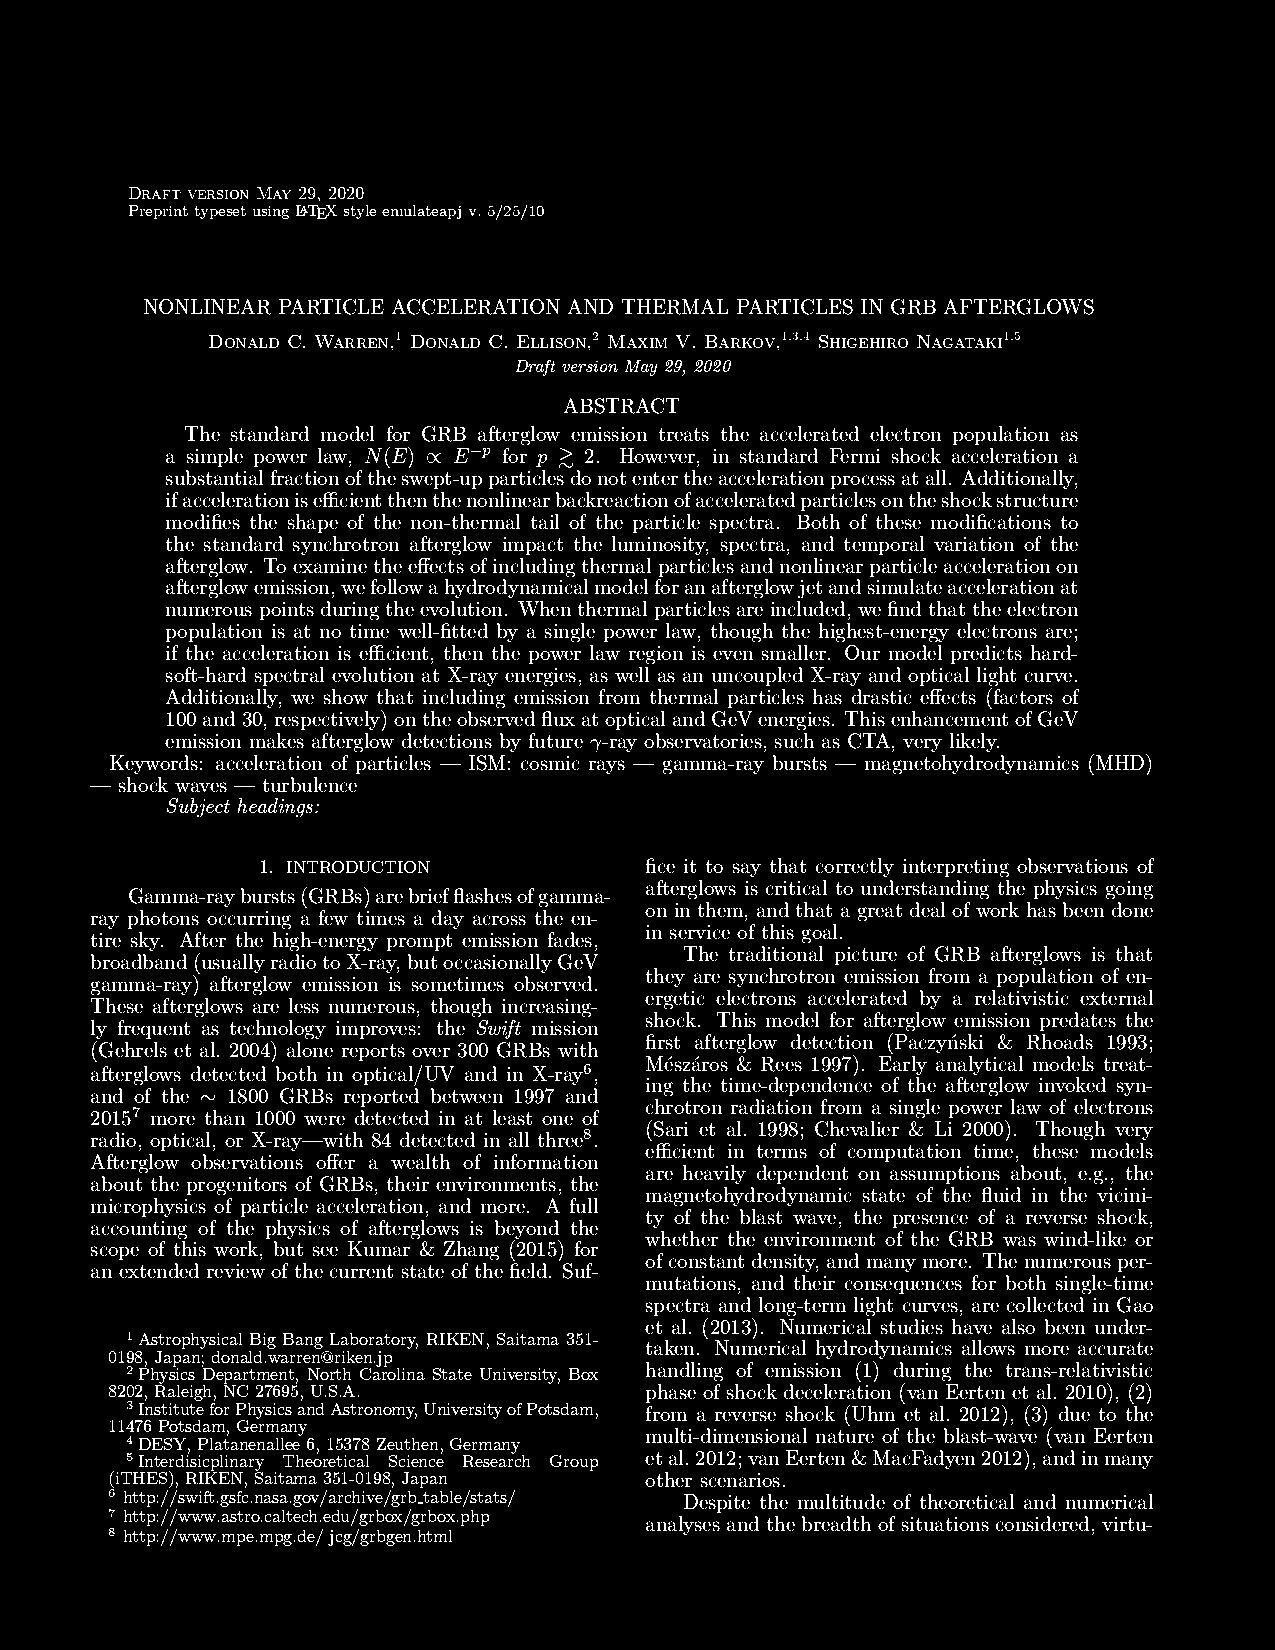 DRAFT VERSION MAY 29, 2020
Preprint typeset using LATEX style emulateapj v. 5/25/10
NONLINEAR PARTICLE ACCELERATION AND THERMAL PARTICLES IN GRB AFTERGLOWS
DONALD C. WARREN,1 DONALD C. ELLISON,2 MAXIM V. BARKOV,1,3,4 SHIGEHIRO NAGATAKI1,5
Draft version May 29, 2020
ABSTRACT
The standard model for GRB afterglow emission treats the accelerated electron population as
a simple power law, N(E) ∝ E−p for p ≳ 2. However, in standard Fermi shock acceleration a
substantial fraction of the swept-up particles do not enter the acceleration process at all. Additionally,
if acceleration is efficient then the nonlinear backreaction of accelerated particles on the shock structure
modifies the shape of the non-thermal tail of the particle spectra. Both of these modifications to
the standard synchrotron afterglow impact the luminosity, spectra, and temporal variation of the
afterglow. To examine the effects of including thermal particles and nonlinear particle acceleration on
afterglow emission, we follow a hydrodynamical model for an afterglow jet and simulate acceleration at
numerous points during the evolution. When thermal particles are included, we find that the electron
population is at no time well-fitted by a single power law, though the highest-energy electrons are;
if the acceleration is efficient, then the power law region is even smaller. Our model predicts hard-
soft-hard spectral evolution at X-ray energies, as well as an uncoupled X-ray and optical light curve.
Additionally, we show that including emission from thermal particles has drastic effects (factors of
100 and 30, respectively) on the observed flux at optical and GeV energies. This enhancement of GeV
emission makes afterglow detections by future γ-ray observatories, such as CTA, very likely.
Keywords: acceleration of particles — ISM: cosmic rays — gamma-ray bursts — magnetohydrodynamics (MHD)
— shock waves — turbulence
Subject headings:
1. INTRODUCTION
Gamma-ray bursts (GRBs) are brief flashes of gamma-
ray photons occurring a few times a day across the en-
tire sky. After the high-energy prompt emission fades,
broadband (usually radio to X-ray, but occasionally GeV
gamma-ray) afterglow emission is sometimes observed.
These afterglows are less numerous, though increasing-
ly frequent as technology improves: the Swift mission
(Gehrels et al. 2004) alone reports over 300 GRBs with
afterglows detected both in optical/UV and in X-ray6,
and of the ∼ 1800 GRBs reported between 1997 and
20157 more than 1000 were detected in at least one of
radio, optical, or X-ray—with 84 detected in all three8.
Afterglow observations offer a wealth of information
about the progenitors of GRBs, their environments, the
microphysics of particle acceleration, and more. A full
accounting of the physics of afterglows is beyond the
scope of this work, but see Kumar & Zhang (2015) for
an extended review of the current state of the field. Suf-
1 Astrophysical Big Bang Laboratory, RIKEN, Saitama 351-
0198, Japan; donald.warren@riken.jp
2 Physics Department, North Carolina State University, Box
8202, Raleigh, NC 27695, U.S.A.
3 Institute for Physics and Astronomy, University of Potsdam,
11476 Potsdam, Germany
4 DESY, Platanenallee 6, 15378 Zeuthen, Germany
5 Interdisicplinary Theoretical Science Research Group
(iTHES), RIKEN, Saitama 351-0198, Japan
6 http://swift.gsfc.nasa.gov/archive/grb_table/stats/
7 http://www.astro.caltech.edu/grbox/grbox.php
8 http://www.mpe.mpg.de/ jcg/grbgen.html
fice it to say that correctly interpreting observations of
afterglows is critical to understanding the physics going
on in them, and that a great deal of work has been done
in service of this goal.
The traditional picture of GRB afterglows is that
they are synchrotron emission from a population of en-
ergetic electrons accelerated by a relativistic external
shock. This model for afterglow emission predates the
first afterglow detection (Paczyński & Rhoads 1993;
Mészáros & Rees 1997). Early analytical models treat-
ing the time-dependence of the afterglow invoked syn-
chrotron radiation from a single power law of electrons
(Sari et al. 1998; Chevalier & Li 2000). Though very
efficient in terms of computation time, these models
are heavily dependent on assumptions about, e.g., the
magnetohydrodynamic state of the fluid in the vicini-
ty of the blast wave, the presence of a reverse shock,
whether the environment of the GRB was wind-like or
of constant density, and many more. The numerous per-
mutations, and their consequences for both single-time
spectra and long-term light curves, are collected in Gao
et al. (2013). Numerical studies have also been under-
taken. Numerical hydrodynamics allows more accurate
handling of emission (1) during the trans-relativistic
phase of shock deceleration (van Eerten et al. 2010), (2)
from a reverse shock (Uhm et al. 2012), (3) due to the
multi-dimensional nature of the blast-wave (van Eerten
et al. 2012; van Eerten & MacFadyen 2012), and in many
other scenarios.
Despite the multitude of theoretical and numerical
analyses and the breadth of situations considered, virtu-